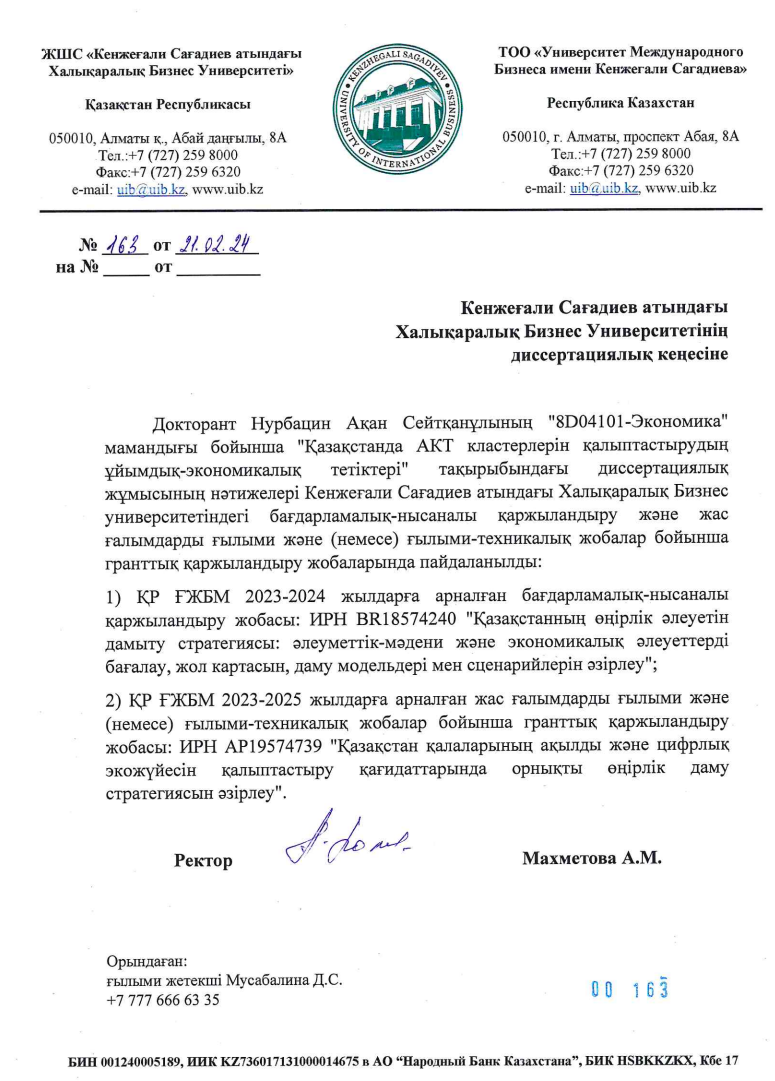 ЖШС «Кенжеғали Сағадиев атындағы
Халықаралық Бизнес Университеті»
Қазақстан Республикасы
050010, Алматы қ., Абай даңғылы, 8А
Тел.:+7 (727) 259 8000
Факс:+7 (727) 259 6320
e-mail: uib@uib.kz, www.uib.kz
KENZHEGALI SAGADIYEV
UNIVERSITY OF INTERNATIONAL BUSINESS
ТОО «Университет Международного
Бизнеса имени Кенжегали Сагадиева»
Республика Казахстан
050010, г. Алматы, проспект Абая, 8А
Тел.:+7 (727) 259 8000
Факс:+7 (727) 259 6320
e-mail: uib@uib.kz, www.uib.kz
№ 163 от 21.02.24
на № _____ от _________
Кенжеғали Сағадиев атындағы
Халықаралық Бизнес Университетінің
диссертациялық кеңесіне
Докторант Нурбацин Ақан Сейтқанұлының "8D04101-Экономика"
мамандығы бойынша "Қазақстанда АКТ кластерлерін қалыптастырудың
ұйымдық-экономикалық тетіктері" тақырыбындағы диссертациялық
жұмысының нәтижелері Кенжеғали Сағадиев атындағы Халықаралық Бизнес
университетіндегі бағдарламалық-нысаналы қаржыландыру және жас
ғалымдарды ғылыми және (немесе) ғылыми-техникалық жобалар бойынша
гранттық қаржыландыру жобаларында пайдаланылды:
1) ҚР ҒЖБМ 2023-2024 жылдарға арналған бағдарламалық-нысаналы
қаржыландыру жобасы: ИРН BR18574240 "Қазақстанның өңірлік әлеуетін
дамыту стратегиясы: әлеуметтік-мәдени және экономикалық әлеуеттерді
бағалау, жол картасын, даму модельдері мен сценарийлерін әзірлеу";
2) ҚР ҒЖБМ 2023-2025 жылдарға арналған жас ғалымдарды ғылыми және
(немесе) ғылыми-техникалық жобалар бойынша гранттық қаржыландыру
жобасы: ИРН АР19574739 "Қазақстан қалаларының ақылды және цифрлық
экожүйесін қалыптастыру қағидаттарында орнықты өңірлік даму
стратегиясын әзірлеу".
Ректор Махметова А.М.
Орындаған:
ғылыми жетекші Мусабалина Д.С.
+7 777 666 63 35
00 163
БИН 001240005189, ИИК KZ736017131000014675 в АО “Народный Банк Казахстана”, БИК HSBKKZKX, Кбе 17